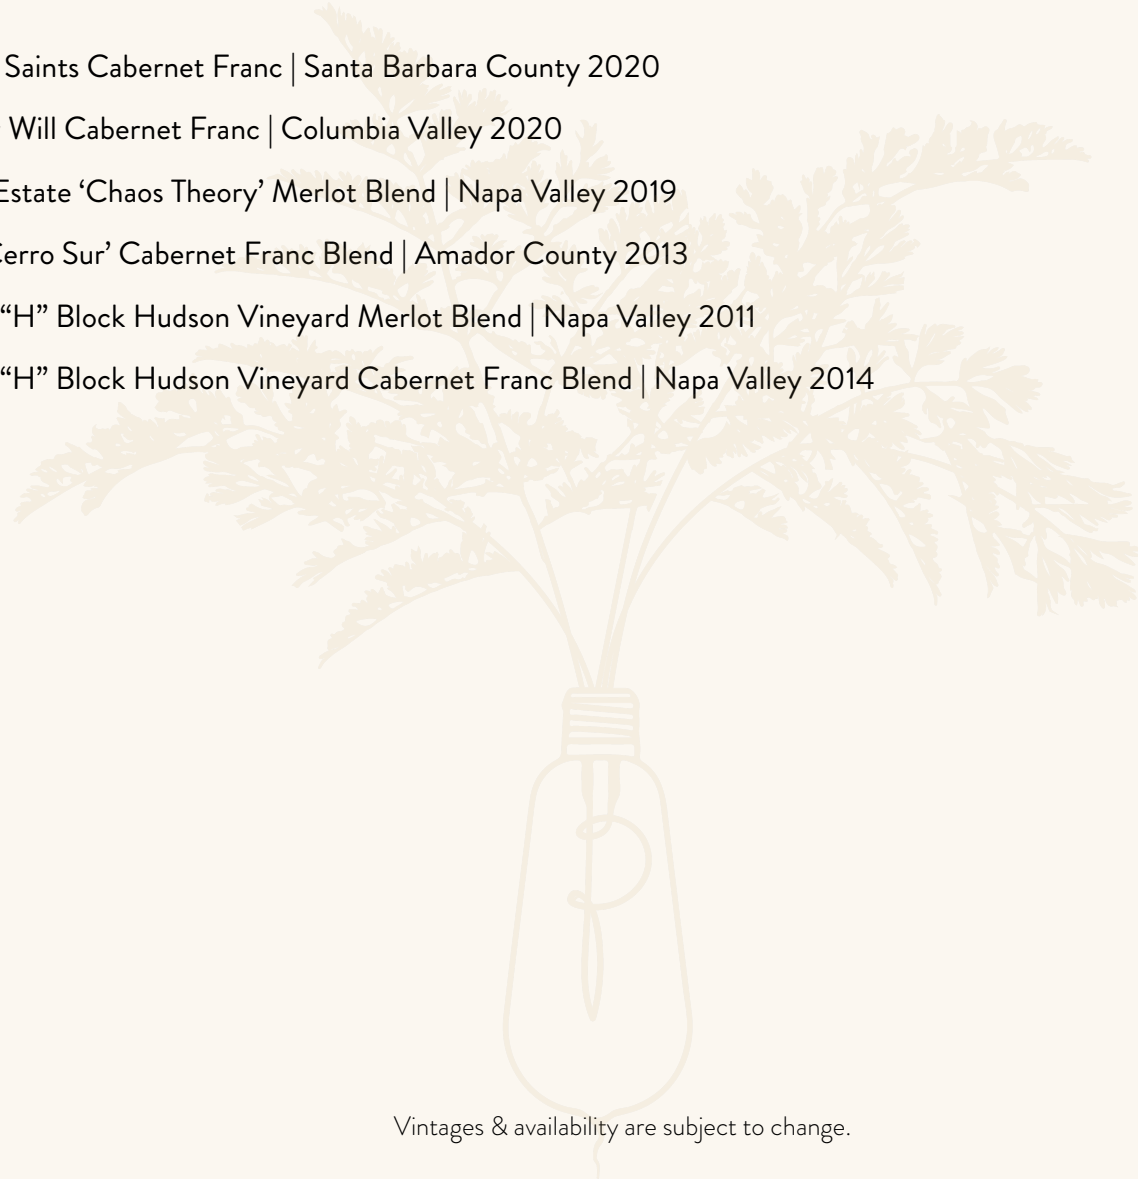 Saints Cabernet Franc | Santa Barbara County 2020
Will Cabernet Franc | Columbia Valley 2020
Estate ‘Chaos Theory’ Merlot Blend | Napa Valley 2019
Cerro Sur’ Cabernet Franc Blend | Amador County 2013
“H” Block Hudson Vineyard Merlot Blend | Napa Valley 2011
“H” Block Hudson Vineyard Cabernet Franc Blend | Napa Valley 2014
Vintages & availability are subject to change.